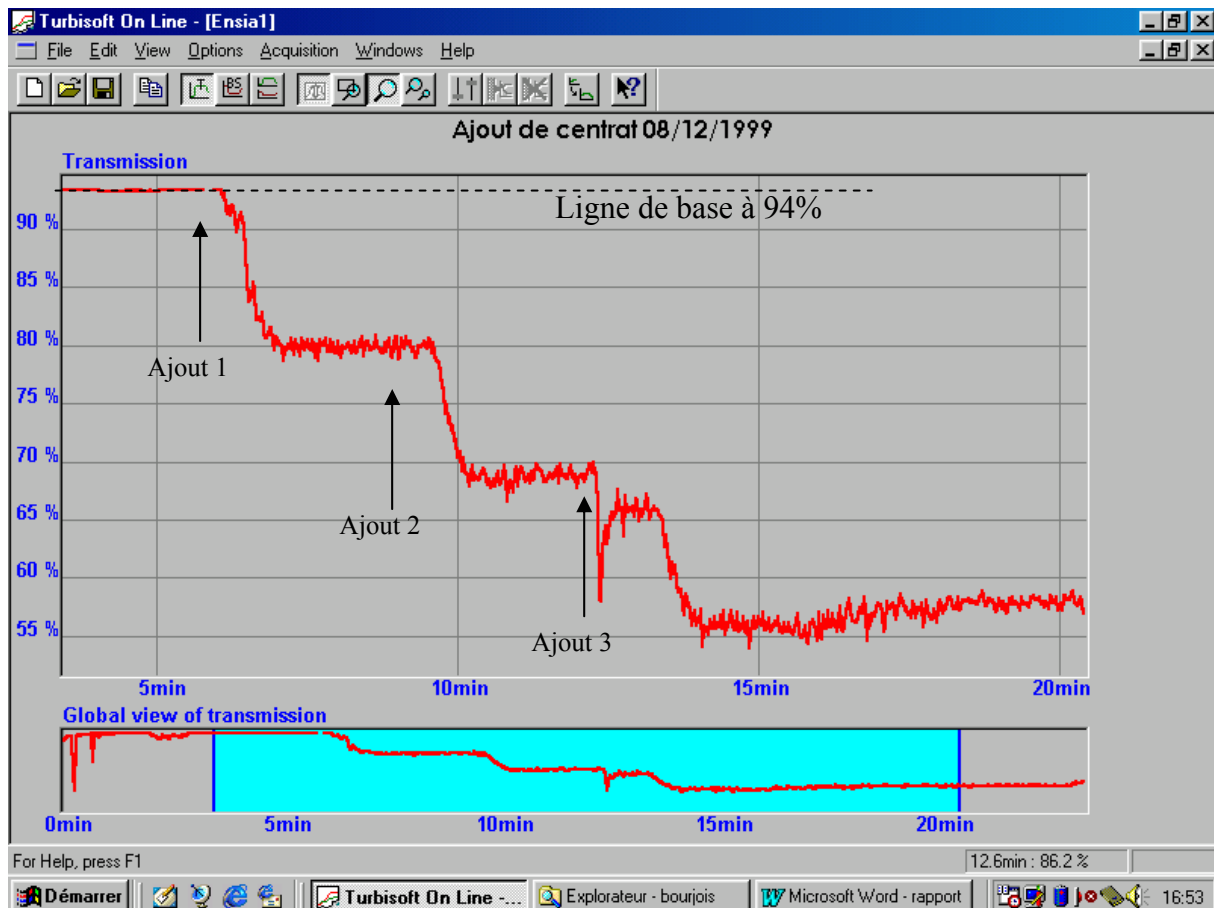 Turbisoft On Line - [Ensia1]
File Edit View Options Acquisition Windows Help
BS
Ajout de centrat 08/12/1999
Transmission
Ligne de base à 94%
90 %
85 %
80 %
75 %
70 %
65 %
60 %
55 %
Ajout 1
Ajout 2
Ajout 3
5min 10min 15min 20min
Global view of transmission
0min 5min 10min 15min 20min
For Help, press F1 12.6min : 86.2 %
Démarrer Turbisoft On Line -... Explorateur - bourjois Microsoft Word - rapport 16:53